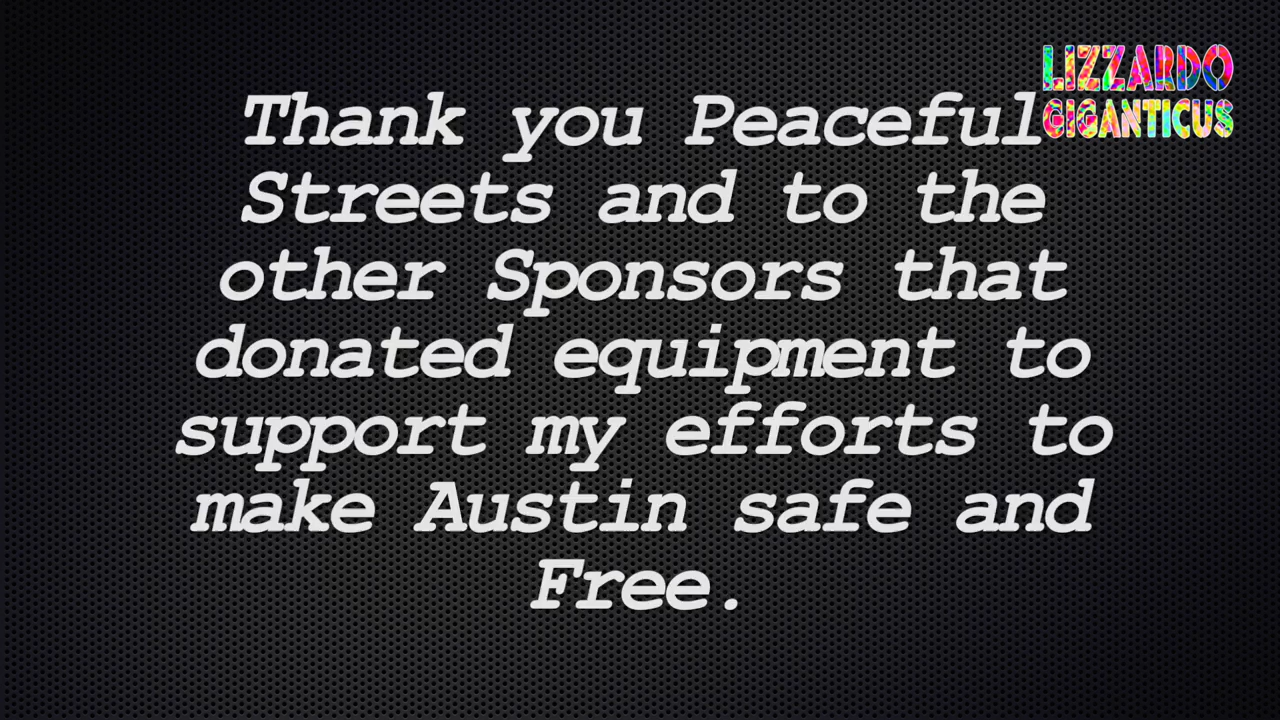 LIZZARDO
GIGANTICUS
Thank you Peaceful
Streets and to the
other Sponsors that
donated equipment to
support my efforts to
make Austin safe and
Free.